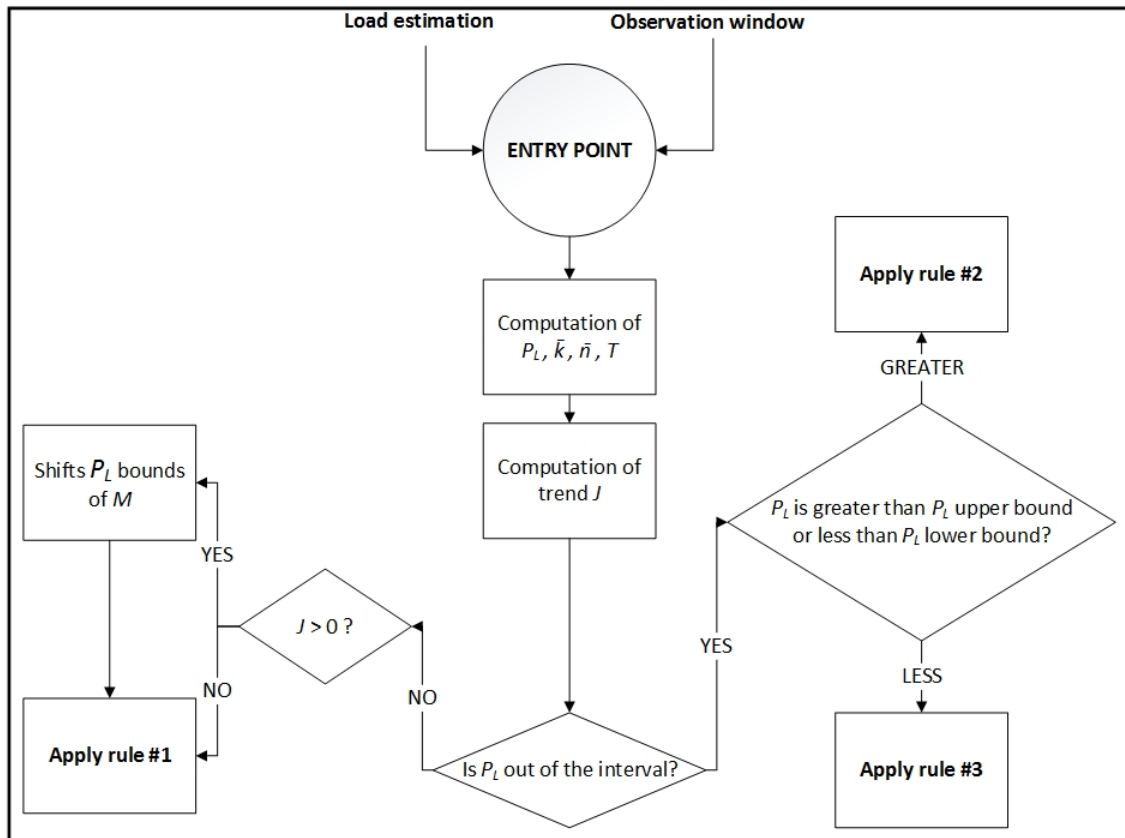 Load estimation
Observation window
ENTRY POINT
Computation of
P_L , k̄ , n̄ , T
Computation of
trend J
Apply rule #2
GREATER
P_L is greater than P_L upper bound
or less than P_L lower bound?
LESS
Apply rule #3
YES
Is P_L out of the interval?
NO
J > 0 ?
YES
NO
Shifts P_L bounds
of M
Apply rule #1